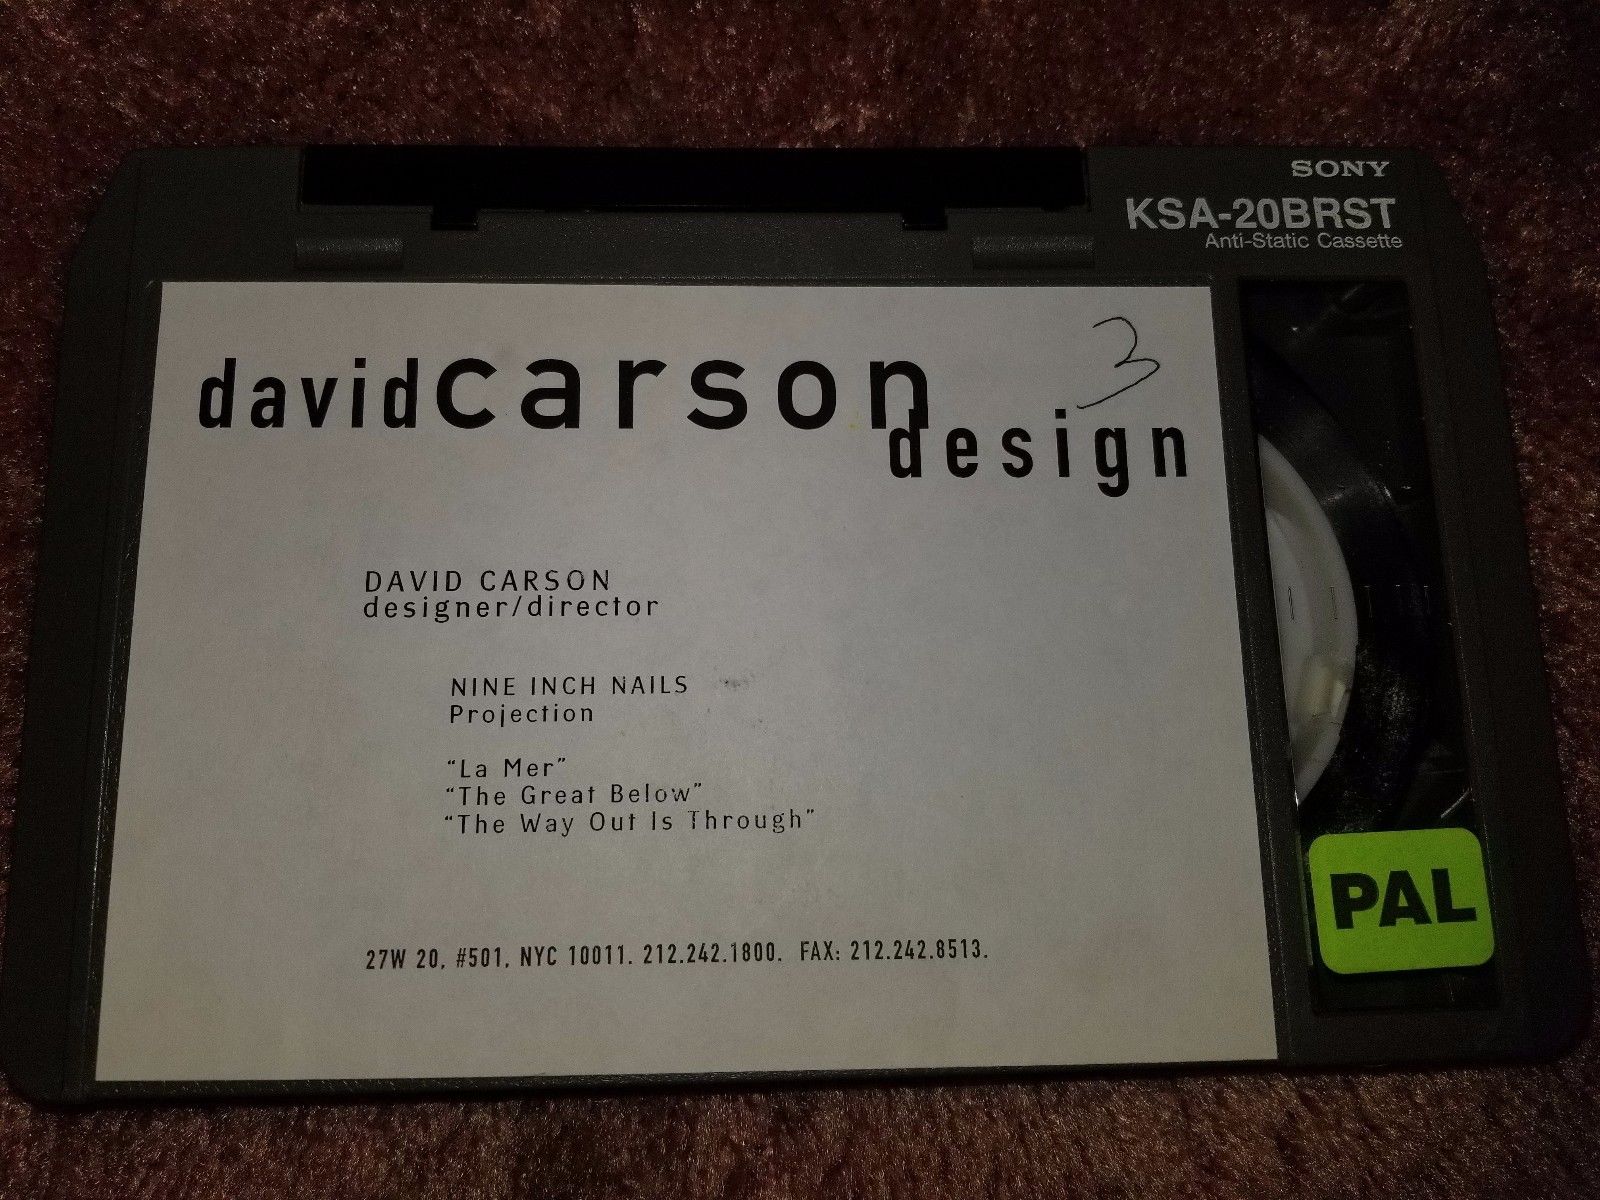 SONY
KSA-20BRST
Anti-Static Cassette
3
davidcarson
design
DAVID CARSON
designer/director
NINE INCH NAILS
Projection
"La Mer"
"The Great Below"
"The Way Out Is Through"
27W 20, #501, NYC 10011. 212.242.1800. FAX: 212.242.8513.
PAL